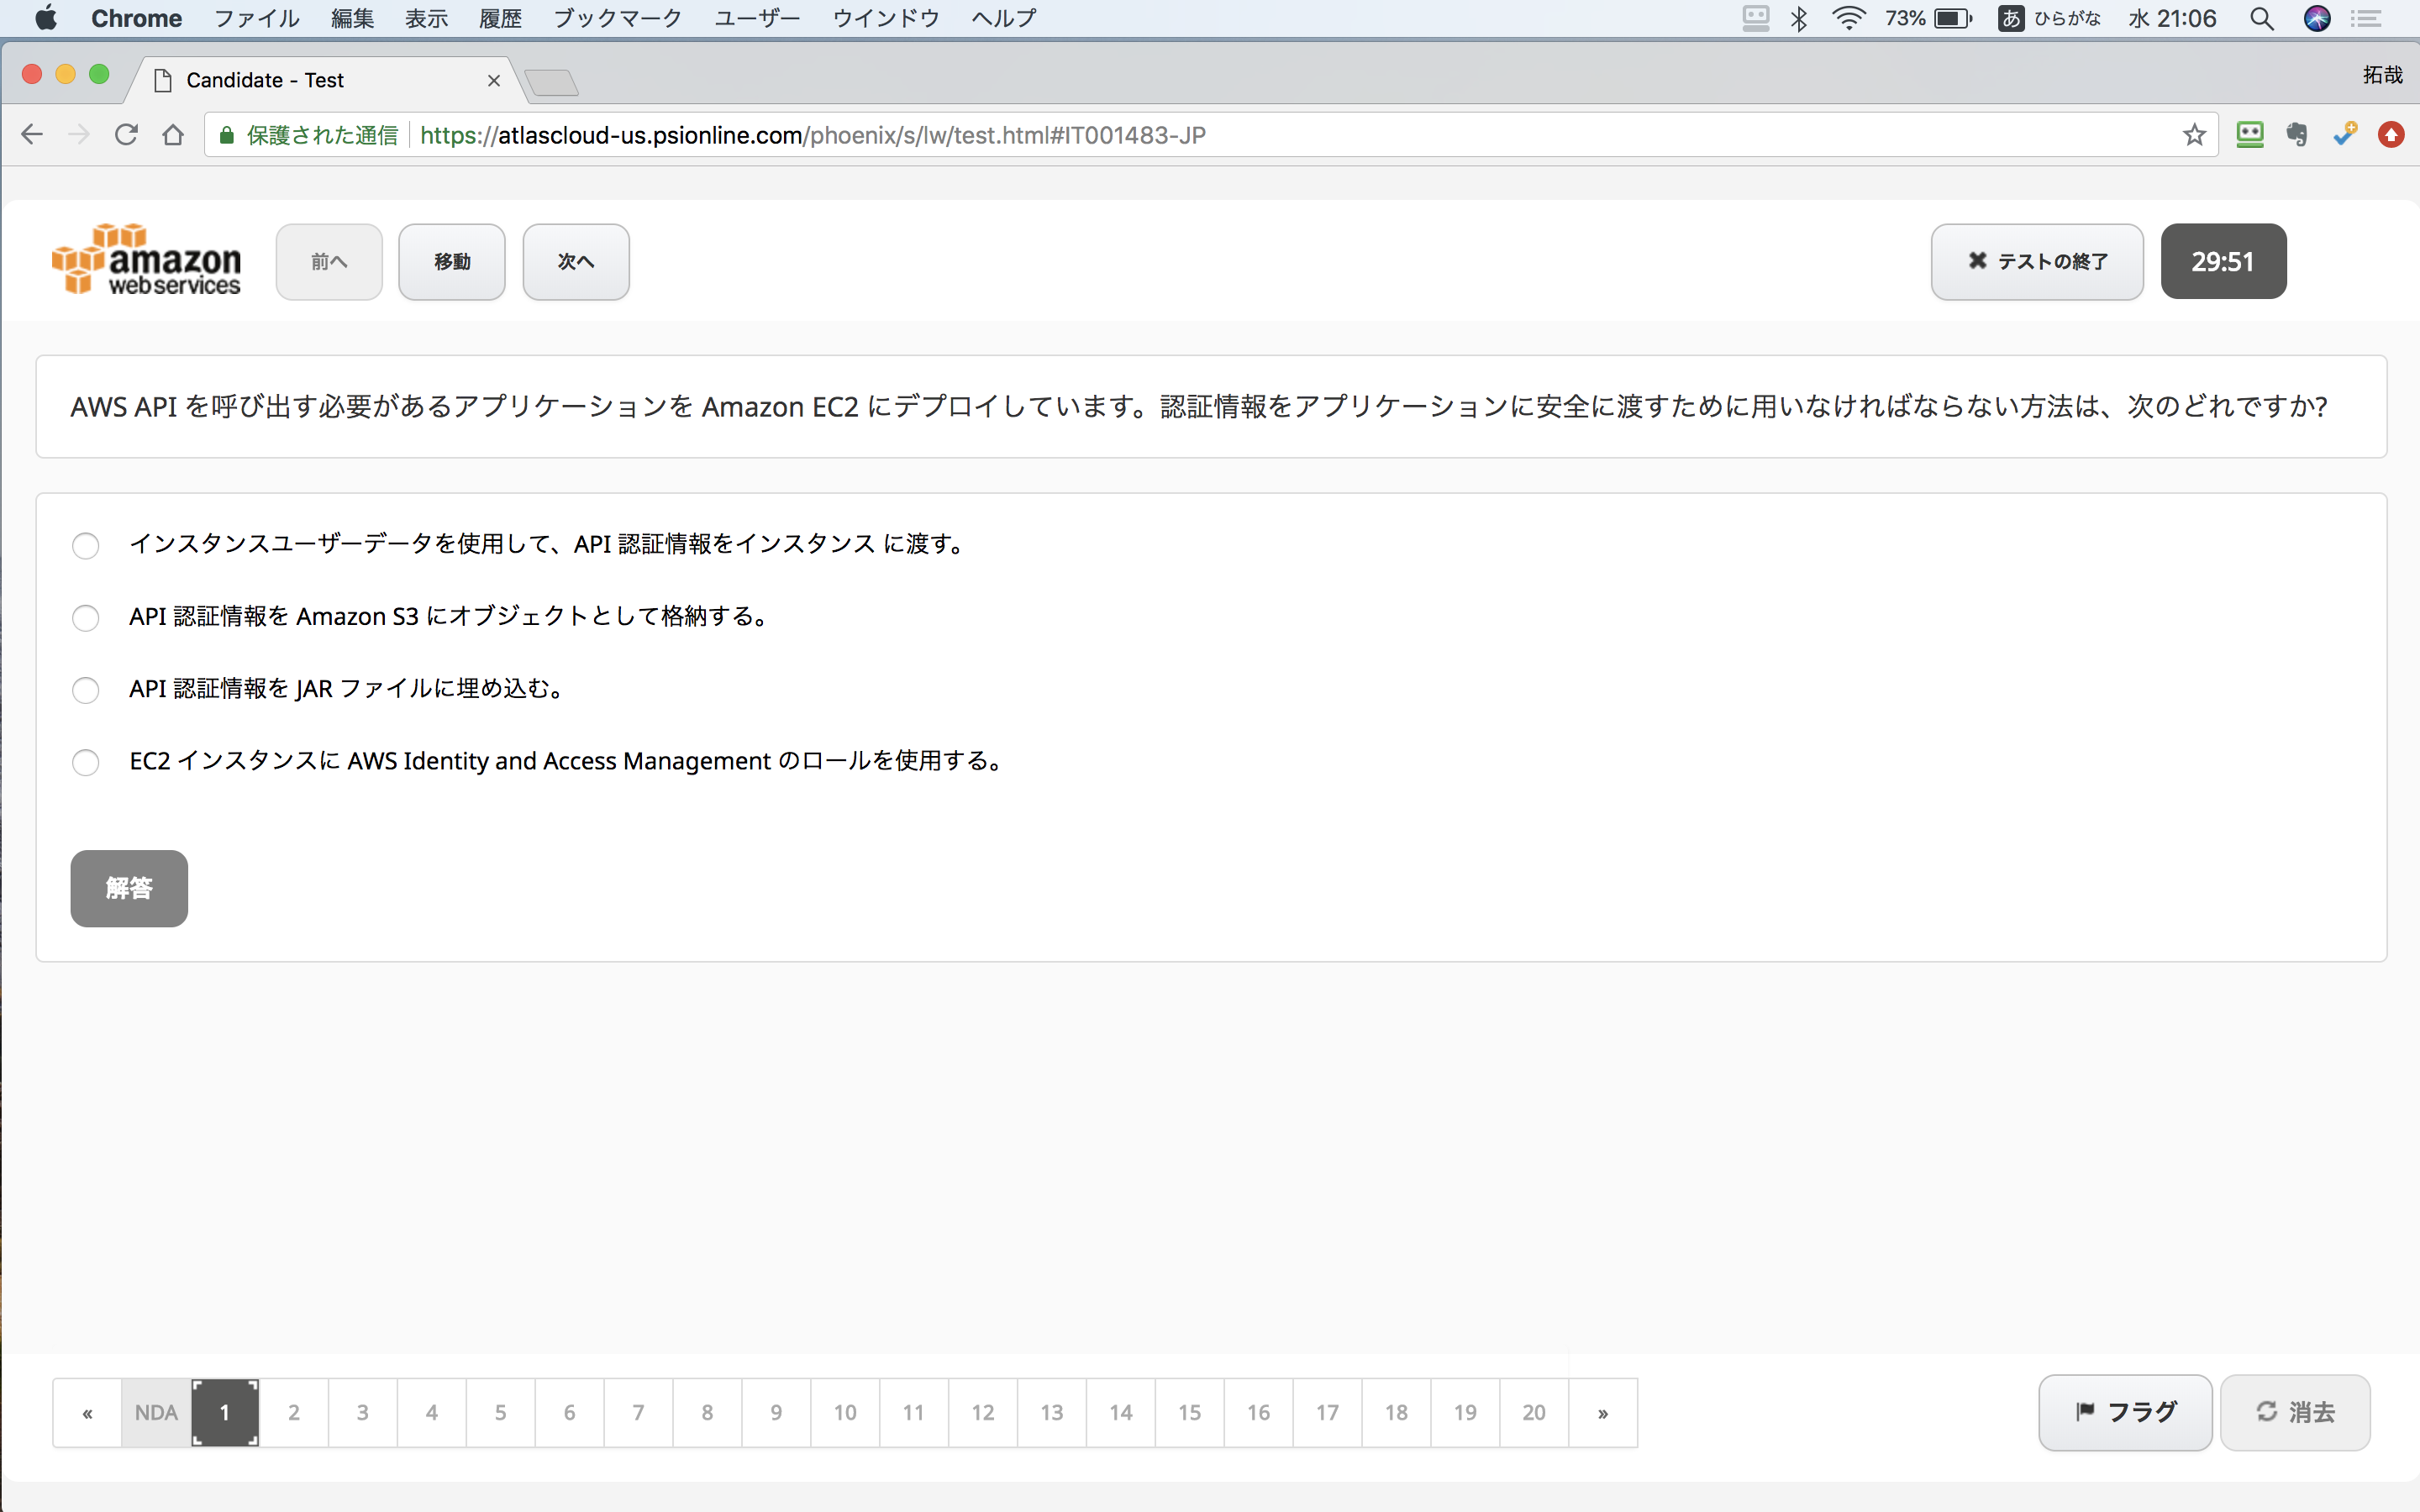 Chrome ファイル 編集 表示 履歴 ブックマーク ユーザー ウインドウ ヘルプ 73% あ ひらがな 水 21:06
Candidate - Test × 拓哉
保護された通信 https://atlascloud-us.psionline.com/phoenix/s/lw/test.html#IT001483-JP
amazon
webservices
前へ 移動 次へ ✖ テストの終了 29:51
AWS API を呼び出す必要があるアプリケーションを Amazon EC2 にデプロイしています。認証情報をアプリケーションに安全に渡すために用いなければならない方法は、次のどれですか?
インスタンスユーザーデータを使用して、API 認証情報をインスタンス に渡す。
API 認証情報を Amazon S3 にオブジェクトとして格納する。
API 認証情報を JAR ファイルに埋め込む。
EC2 インスタンスに AWS Identity and Access Management のロールを使用する。
解答
« NDA 1 2 3 4 5 6 7 8 9 10 11 12 13 14 15 16 17 18 19 20 » フラグ 消去